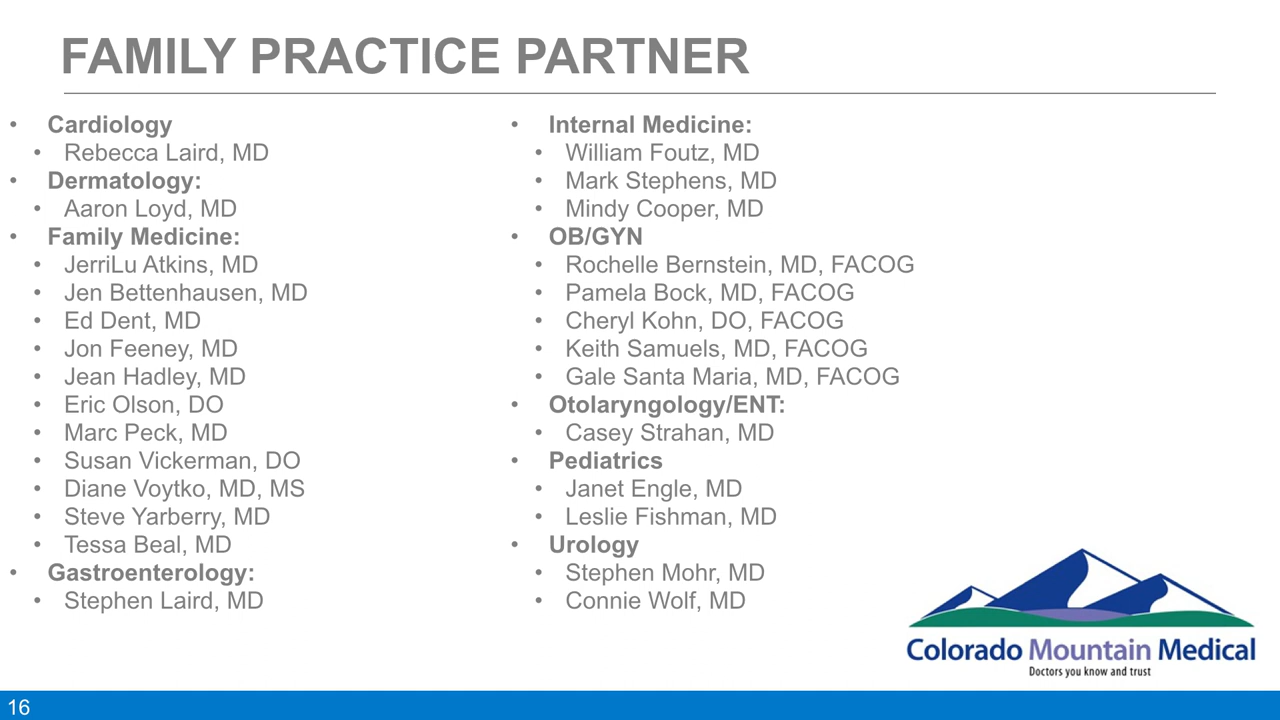 FAMILY PRACTICE PARTNER
• Cardiology
• Rebecca Laird, MD
• Dermatology:
• Aaron Loyd, MD
• Family Medicine:
• JerriLu Atkins, MD
• Jen Bettenhausen, MD
• Ed Dent, MD
• Jon Feeney, MD
• Jean Hadley, MD
• Eric Olson, DO
• Marc Peck, MD
• Susan Vickerman, DO
• Diane Voytko, MD, MS
• Steve Yarberry, MD
• Tessa Beal, MD
• Gastroenterology:
• Stephen Laird, MD
• Internal Medicine:
• William Foutz, MD
• Mark Stephens, MD
• Mindy Cooper, MD
• OB/GYN
• Rochelle Bernstein, MD, FACOG
• Pamela Bock, MD, FACOG
• Cheryl Kohn, DO, FACOG
• Keith Samuels, MD, FACOG
• Gale Santa Maria, MD, FACOG
• Otolaryngology/ENT:
• Casey Strahan, MD
• Pediatrics
• Janet Engle, MD
• Leslie Fishman, MD
• Urology
• Stephen Mohr, MD
• Connie Wolf, MD
Colorado Mountain Medical
Doctors you know and trust
16